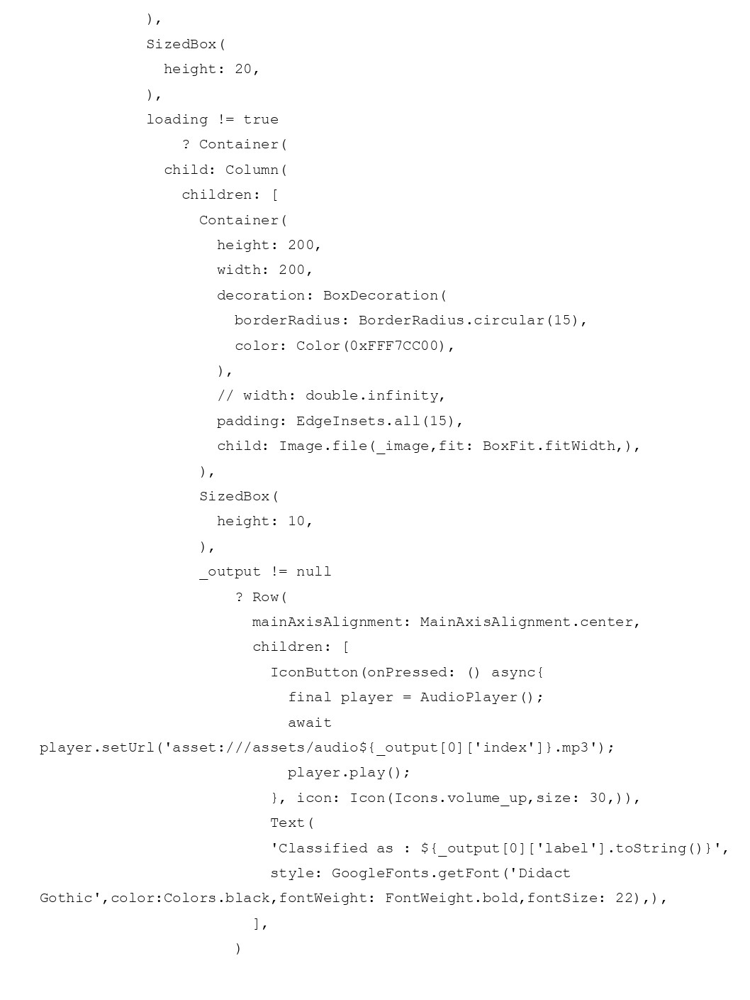 ),
SizedBox(
height: 20,
),
loading != true
? Container(
child: Column(
children: [
Container(
height: 200,
width: 200,
decoration: BoxDecoration(
borderRadius: BorderRadius.circular(15),
color: Color(0xFFF7CC00),
),
// width: double.infinity,
padding: EdgeInsets.all(15),
child: Image.file(_image,fit: BoxFit.fitWidth,),
),
SizedBox(
height: 10,
),
_output != null
? Row(
mainAxisAlignment: MainAxisAlignment.center,
children: [
IconButton(onPressed: () async{
final player = AudioPlayer();
await
player.setUrl('asset:///assets/audio${_output[0]['index']}.mp3');
player.play();
}, icon: Icon(Icons.volume_up,size: 30,)),
Text(
'Classified as : ${_output[0]['label'].toString()}',
style: GoogleFonts.getFont('Didact
Gothic',color:Colors.black,fontWeight: FontWeight.bold,fontSize: 22),),
],
)